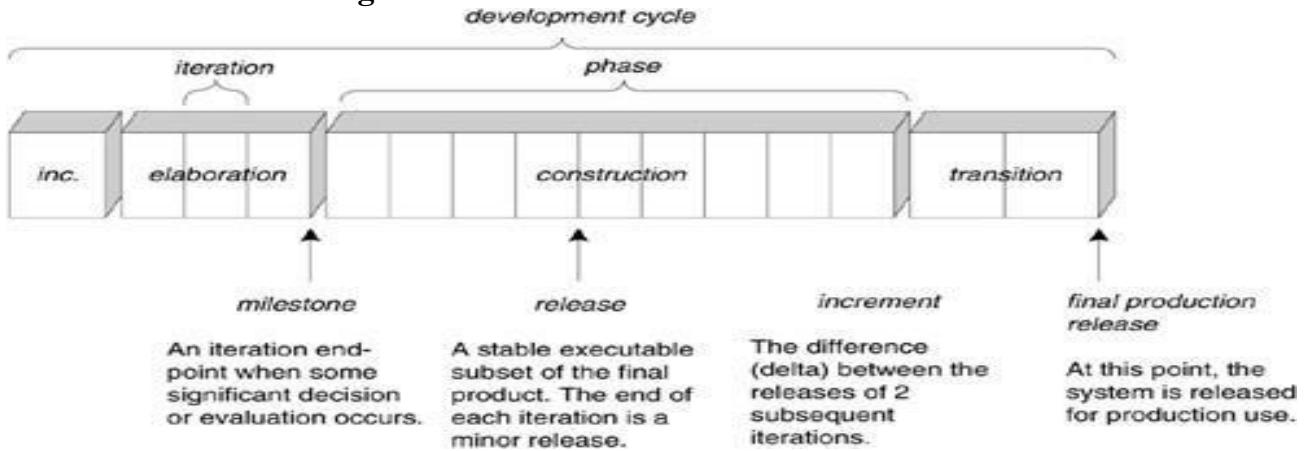 development cycle
iteration
phase
inc.
elaboration
construction
transition
milestone
An iteration end-
point when some
significant decision
or evaluation occurs.
release
A stable executable
subset of the final
product. The end of
each iteration is a
minor release.
increment
The difference
(delta) between the
releases of 2
subsequent
iterations.
final production
release
At this point, the
system is released
for production use.